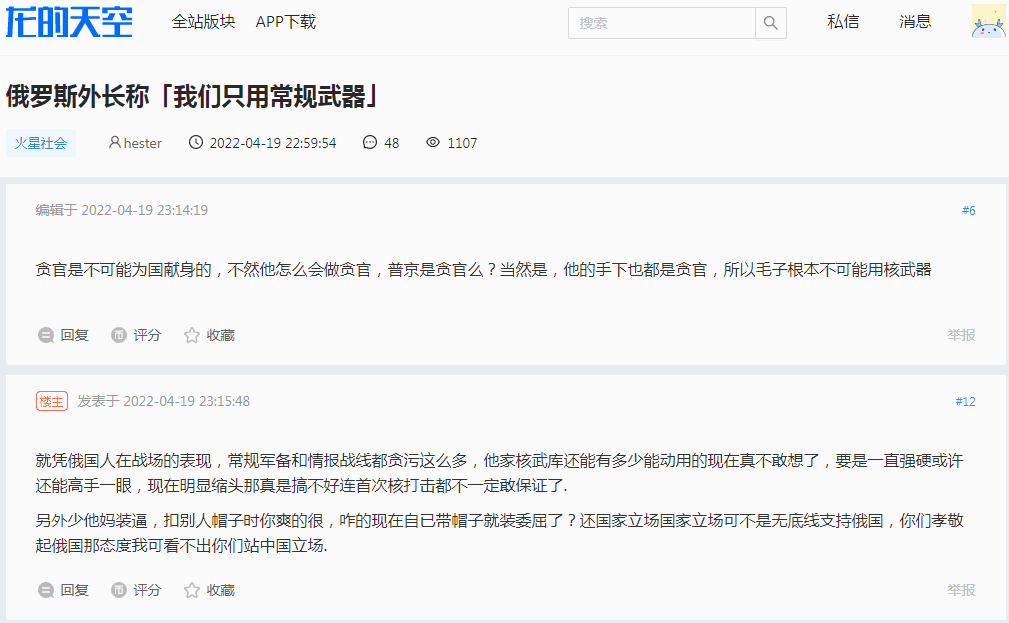 龙的天空
全站版块 APP下载 搜索 私信 消息
俄罗斯外长称「我们只用常规武器」
火星社会 hester 2022-04-19 22:59:54 48 1107
编辑于 2022-04-19 23:14:19 #6
贪官是不可能为国献身的，不然他怎么会做贪官，普京是贪官么？当然是，他的手下也都是贪官，所以毛子根本不可能用核武器
回复 评分 收藏 举报
楼主 发表于 2022-04-19 23:15:48 #12
就凭俄国人在战场的表现，常规军备和情报战线都贪污这么多，他家核武库还能有多少能动用的现在真不敢想了，要是一直强硬或许
还能高手一眼，现在明显缩头那真是搞不好连首次核打击都不一定敢保证了.
另外少他妈装逼，扣别人帽子时你爽的很，咋的现在自已带帽子就装委屈了？还国家立场国家立场可不是无底线支持俄国，你们孝敬
起俄国那态度我可看不出你们站中国立场.
回复 评分 收藏 举报